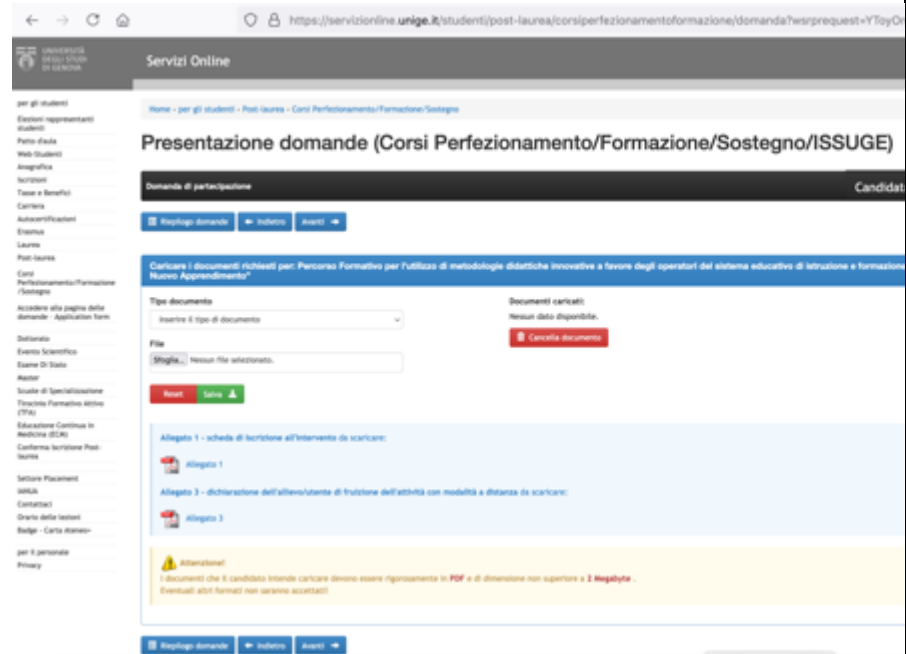 https://servizionline.unige.it/studenti/post-laurea/corsiperfezionamentoformazione/domanda?wsrprequest=YToyO
UNIVERSITÀ
DEGLI STUDI
DI GENOVA
Servizi Online
per gli studenti
Elezioni rappresentanti
studenti
Patto d'aula
Web-Studenti
Anagrafica
Iscrizioni
Tasse e Benefici
Carriera
Autocertificazioni
Erasmus
Laurea
Post-laurea
Corsi
Perfezionamento/Formazione
/Sostegno
Accedere alla pagina delle
domande - Application form
Dottorato
Evento Scientifico
Esame Di Stato
Master
Scuole di Specializzazione
Tirocinio Formativo Attivo
(TFA)
Educazione Continua in
Medicina (ECM)
Conferma Iscrizione Post-
laurea
Settore Placement
IANUA
Contattaci
Orario delle lezioni
Badge - Carta Ateneo+
per il personale
Privacy
Home - per gli studenti - Post-laurea - Corsi Perfezionamento/Formazione/Sostegno
Presentazione domande (Corsi Perfezionamento/Formazione/Sostegno/ISSUGE)
Domanda di partecipazione
Candidat
Riepilogo domande
Indietro
Avanti
Caricare i documenti richiesti per: Percorso Formativo per l'utilizzo di metodologie didattiche innovative a favore degli operatori del sistema educativo di istruzione e formazione
Nuovo Apprendimento"
Tipo documento
Inserire il tipo di documento
File
Sfoglia... Nessun file selezionato.
Reset
Salva
Documenti caricati:
Nessun dato disponibile.
Cancella documento
Allegato 1 - scheda di iscrizione all'intervento da scaricare:
Allegato 1
Allegato 3 - dichiarazione dell'allievo/utente di fruizione dell'attività con modalità a distanza da scaricare:
Allegato 3
Attenzione!
I documenti che il candidato intende caricare devono essere rigorosamente in PDF e di dimensione non superiore a 2 Megabyte .
Eventuali altri formati non saranno accettati!
Riepilogo domande
Indietro
Avanti